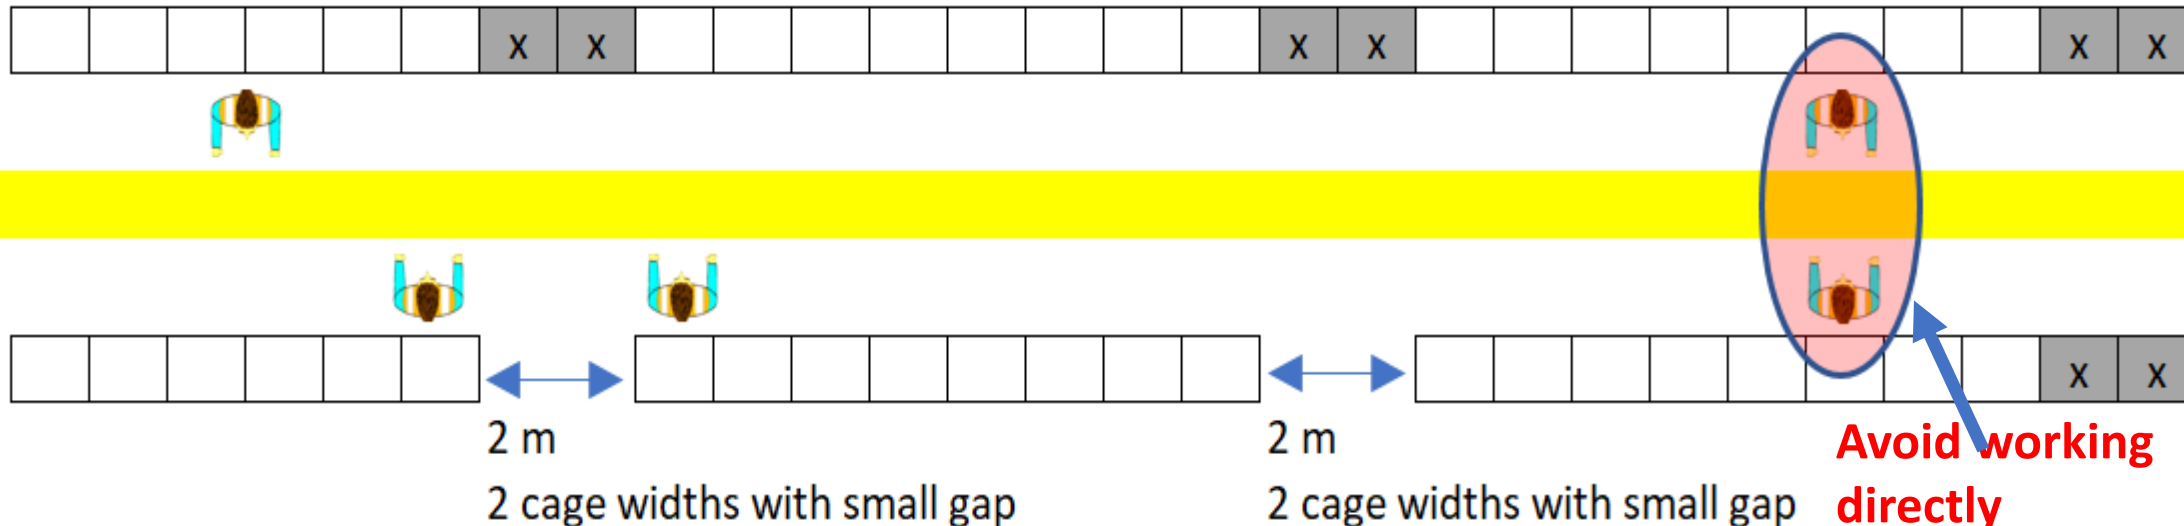 X X X X X X
X X
2 m 2 m
2 cage widths with small gap 2 cage widths with small gap
Avoid working
directly